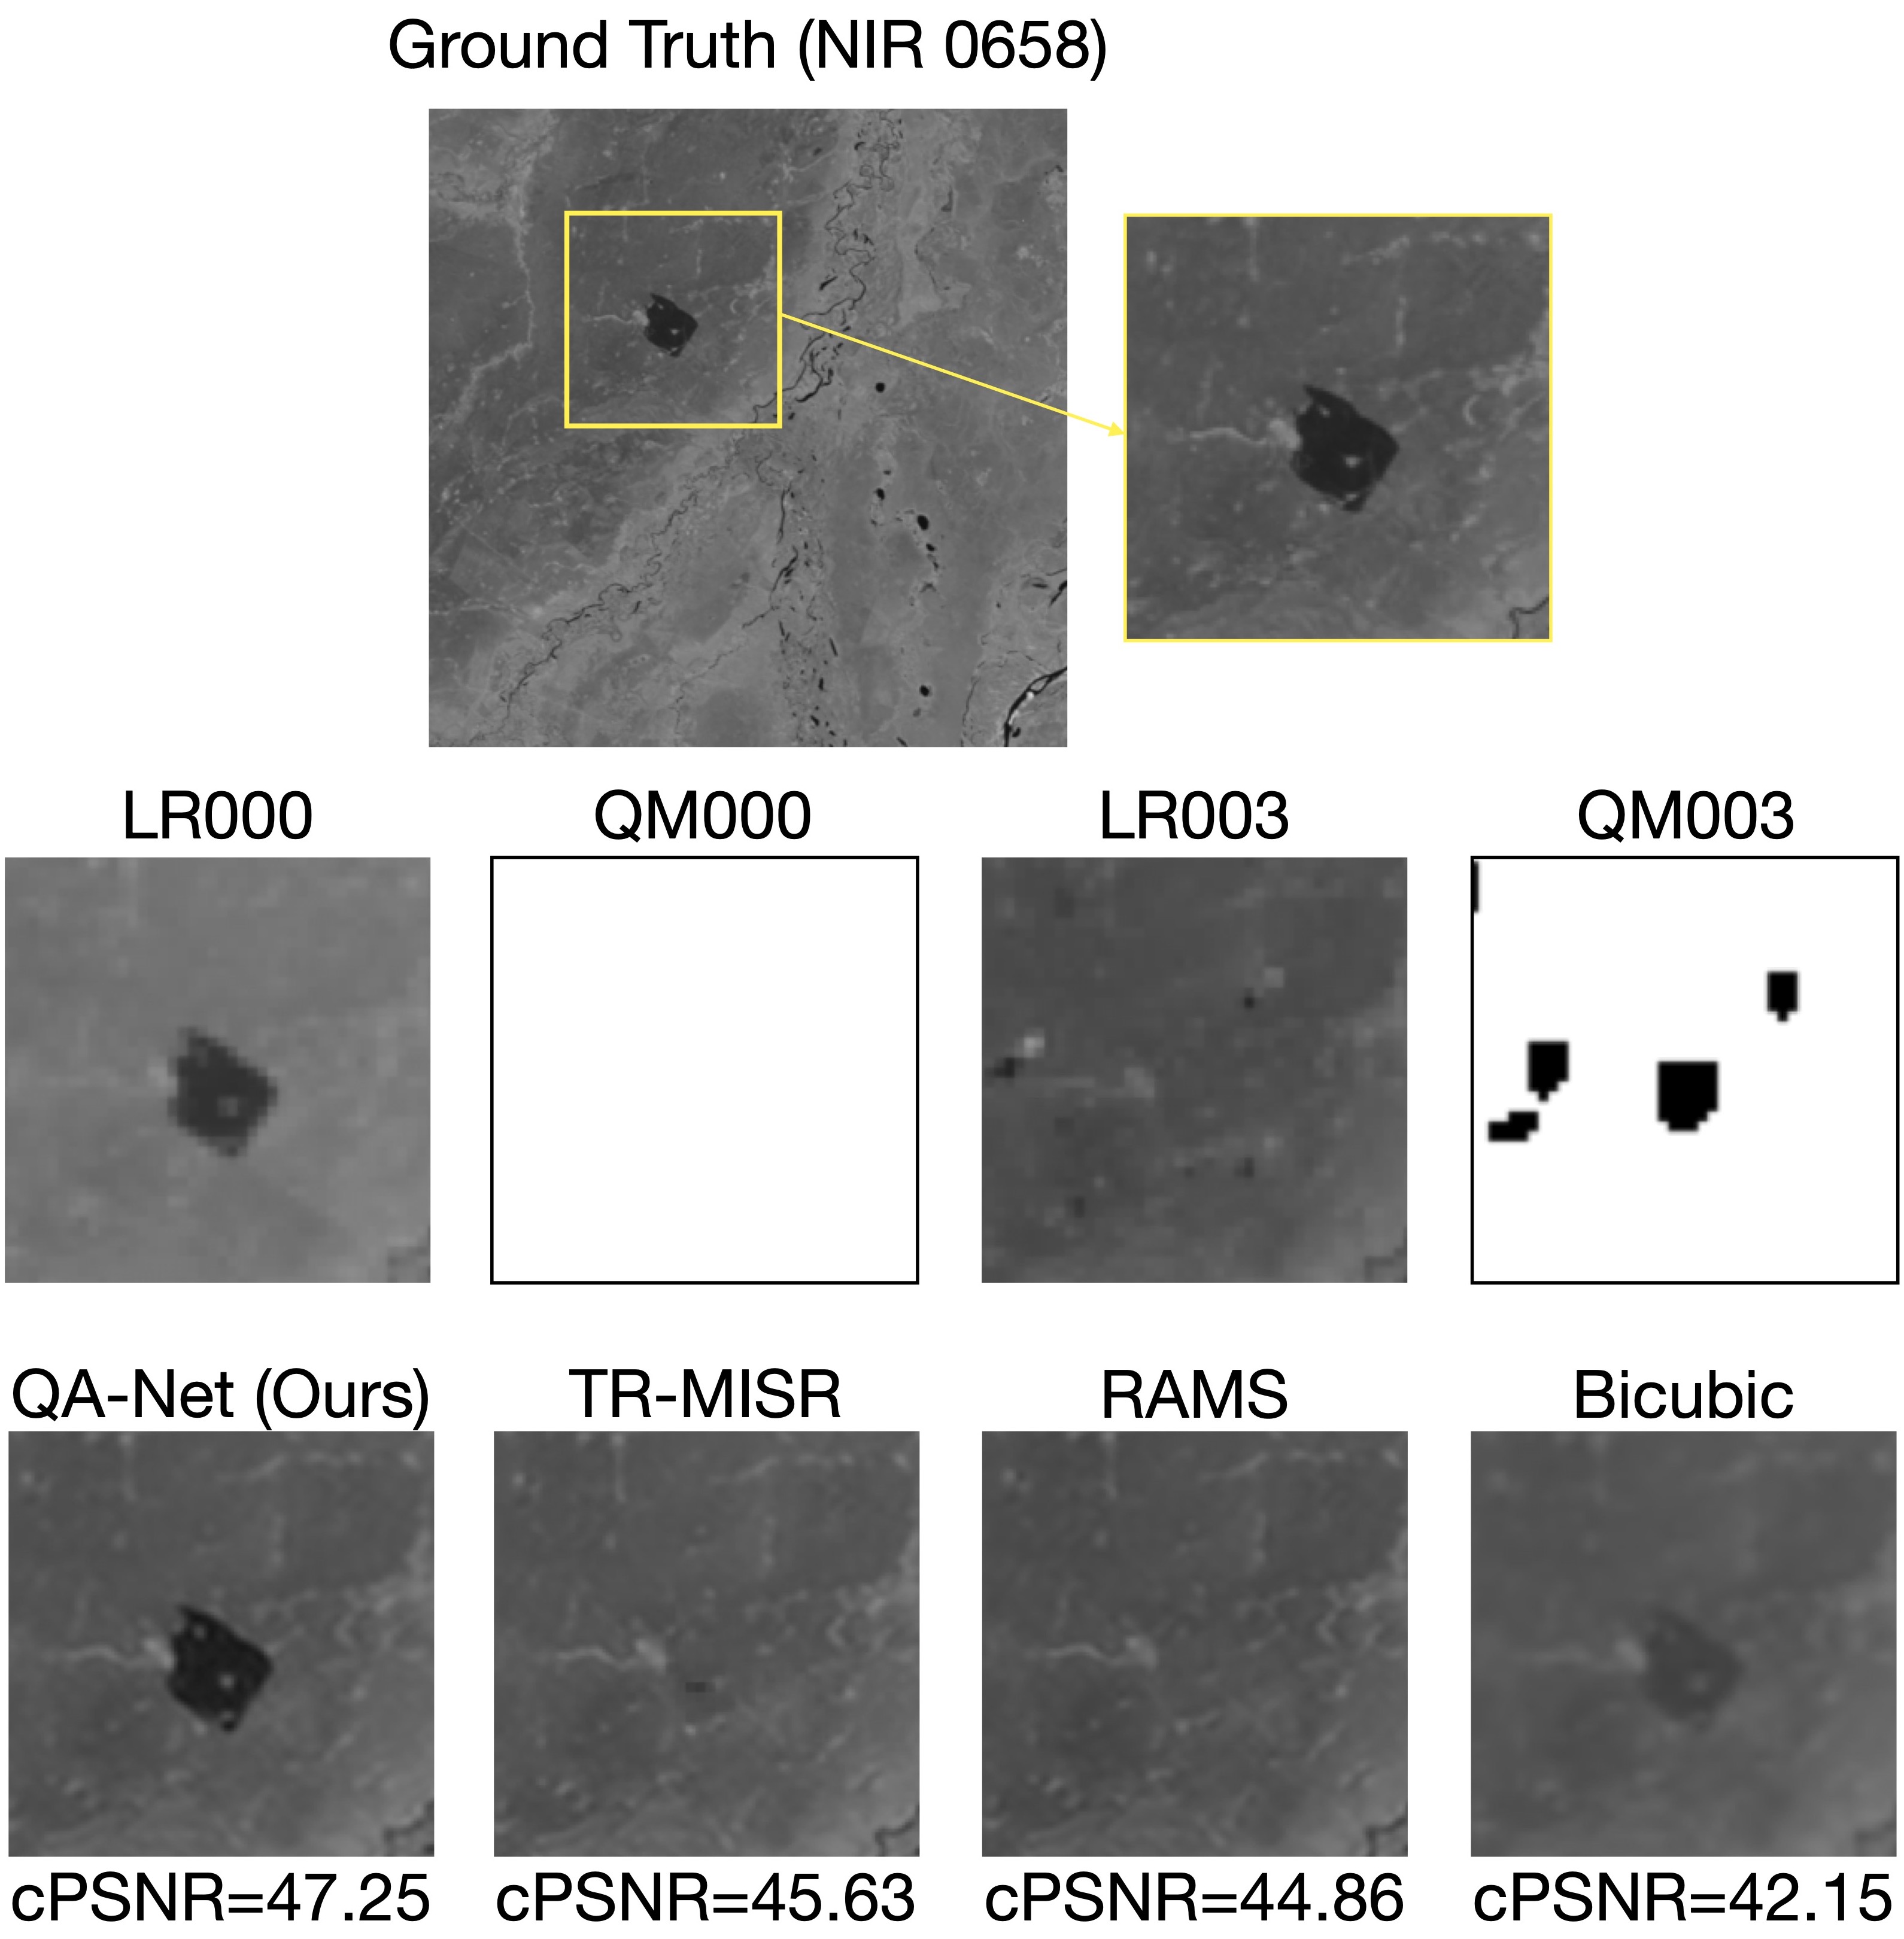 Ground Truth (NIR 0658)
LR000
QM000
LR003
QM003
QA-Net (Ours)
TR-MISR
RAMS
Bicubic
cPSNR=47.25
cPSNR=45.63
cPSNR=44.86
cPSNR=42.15